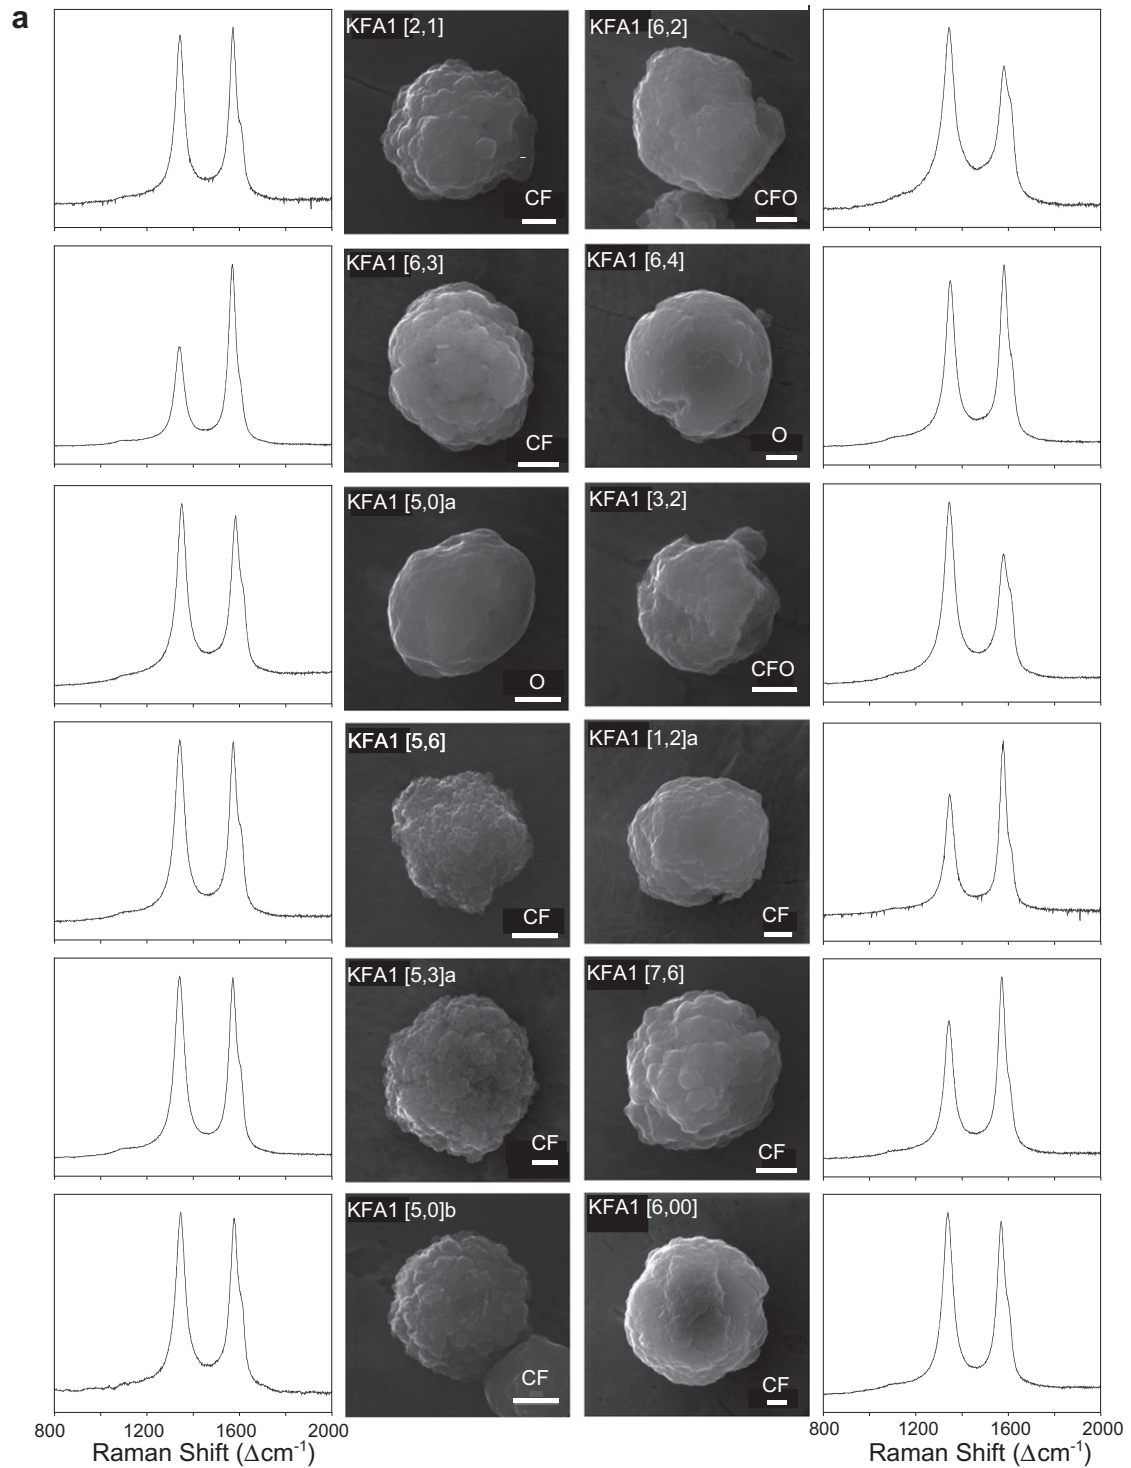 a
KFA1 [2,1]
CF
KFA1 [6,2]
CFO
KFA1 [6,3]
CF
KFA1 [6,4]
O
KFA1 [5,0]a
O
KFA1 [3,2]
CFO
KFA1 [5,6]
CF
KFA1 [1,2]a
CF
KFA1 [5,3]a
CF
KFA1 [7,6]
CF
KFA1 [5,0]b
CF
KFA1 [6,00]
CF
800 1200 1600 2000
Raman Shift (Δcm-1)
800 1200 1600 2000
Raman Shift (Δcm-1)